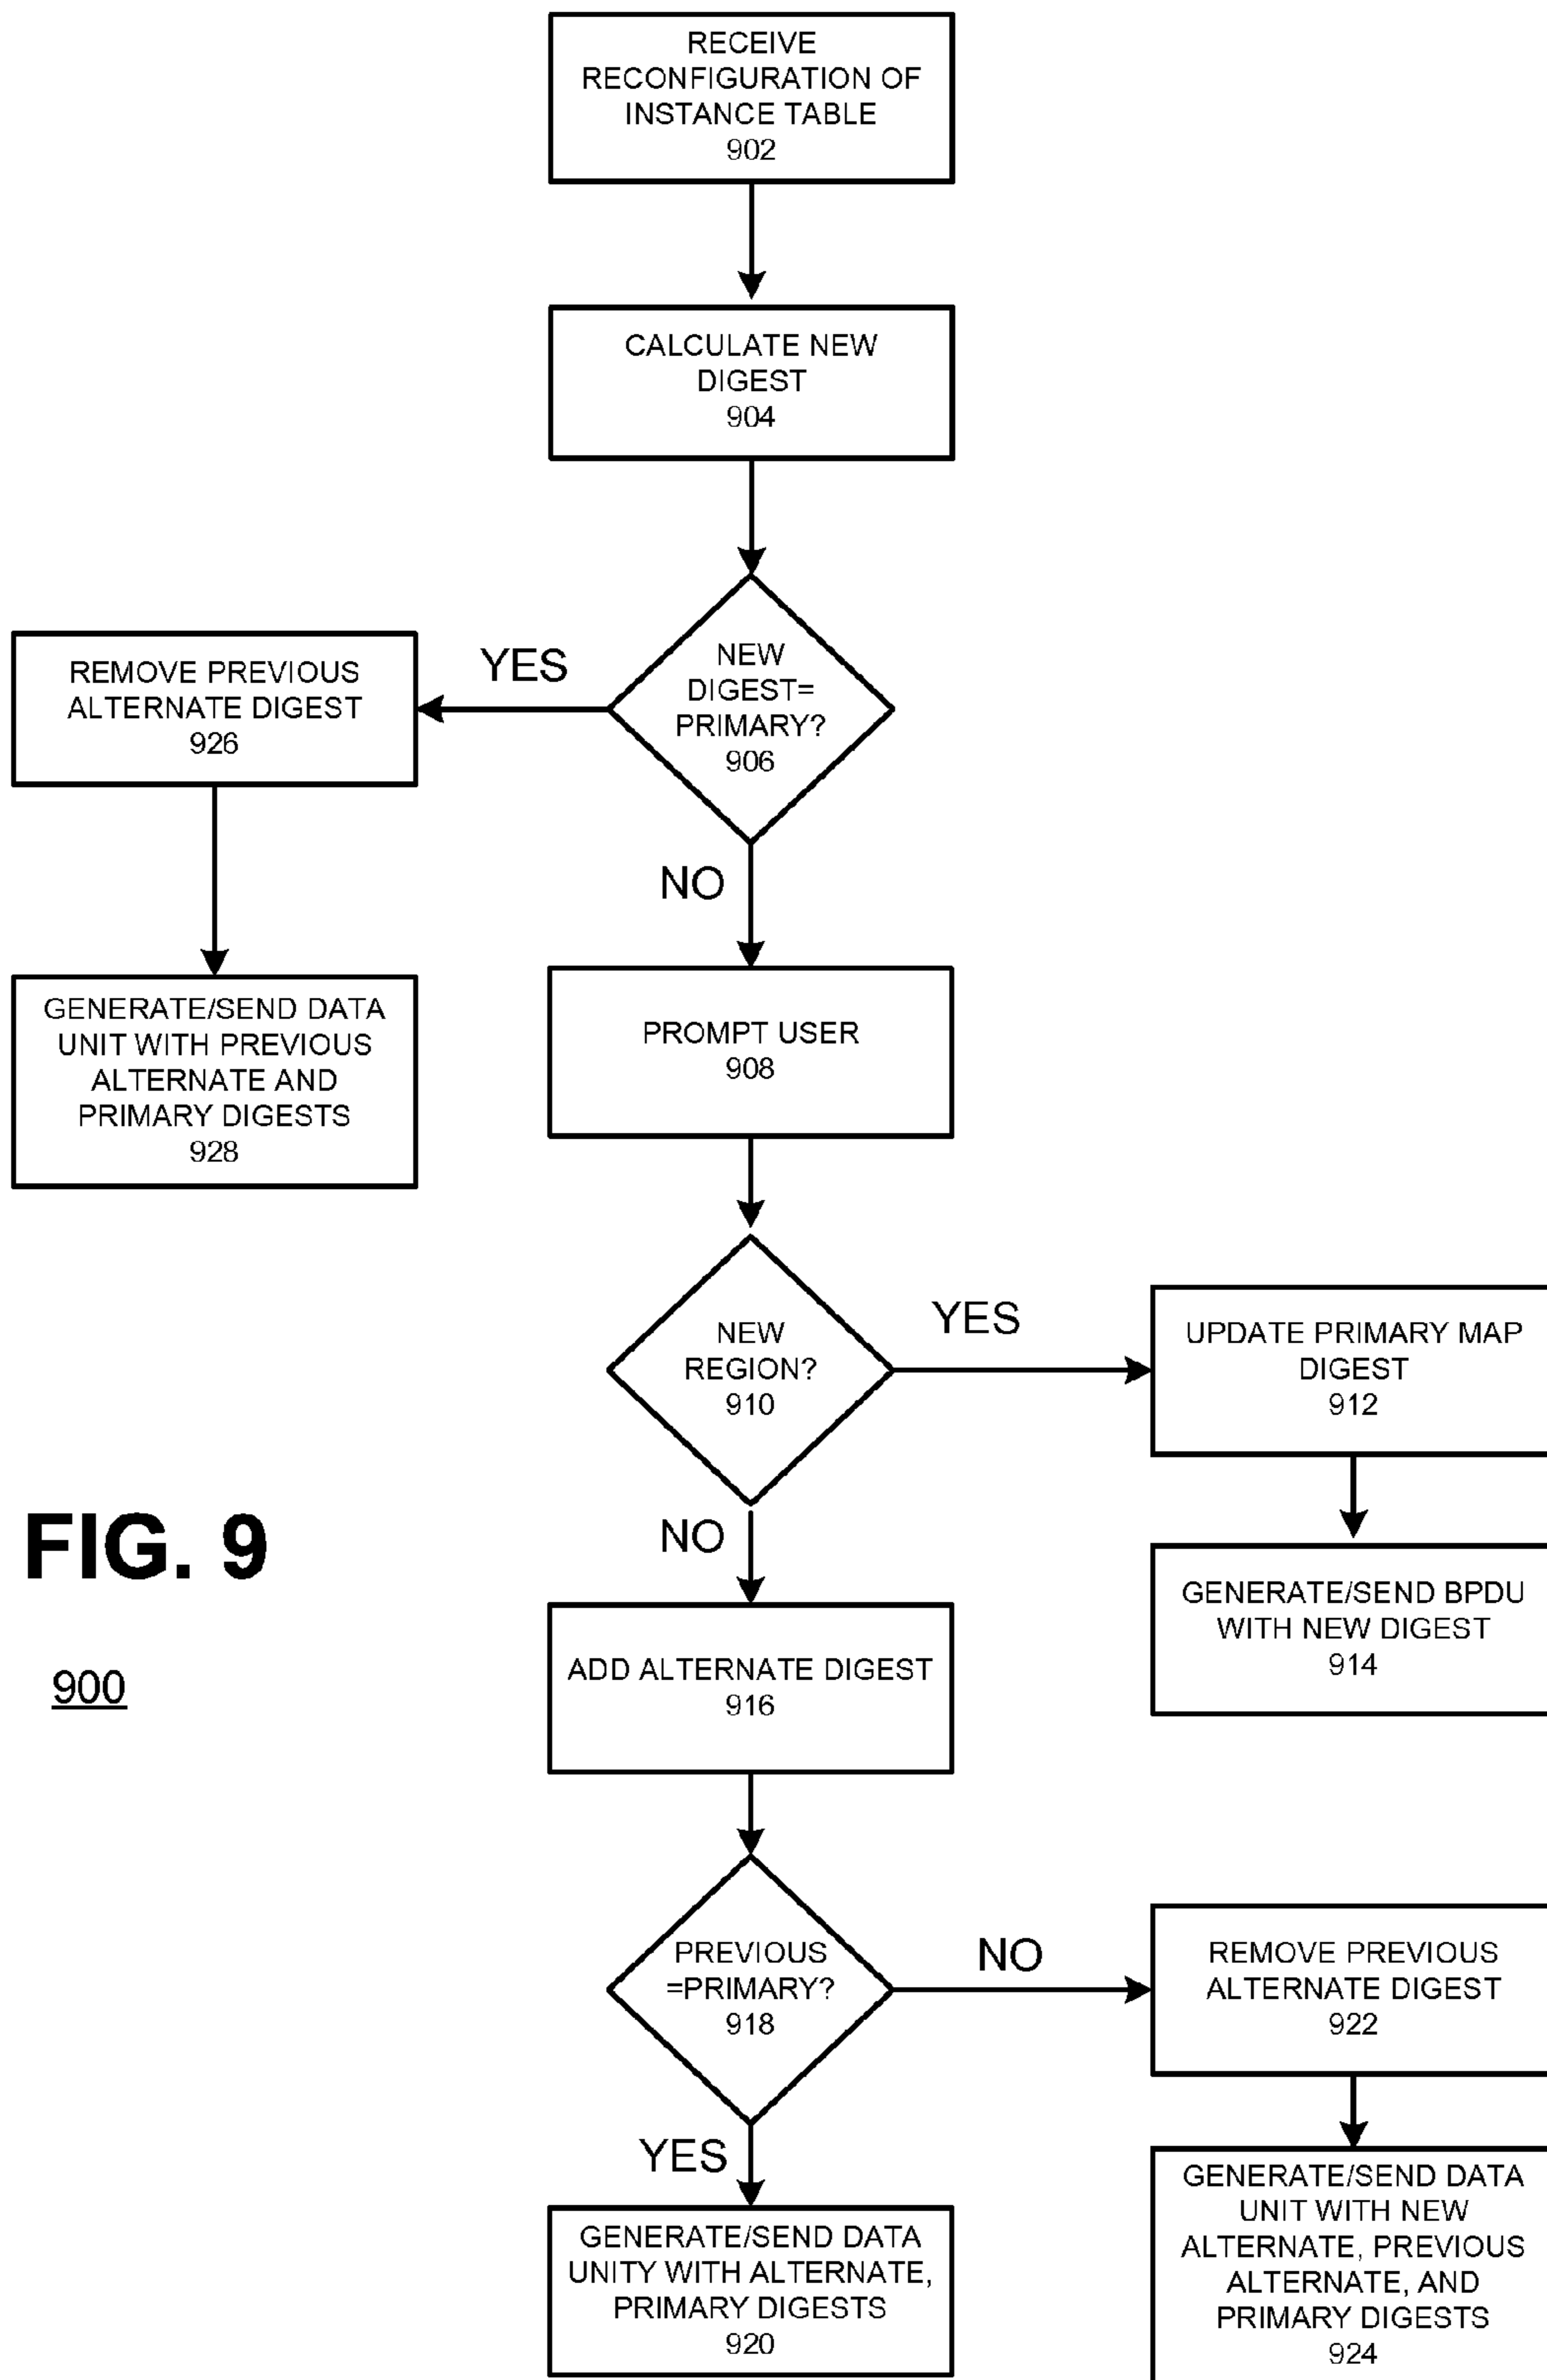 RECEIVE
RECONFIGURATION OF
INSTANCE TABLE
902
CALCULATE NEW
DIGEST
904
NEW
DIGEST=
PRIMARY?
906
YES
REMOVE PREVIOUS
ALTERNATE DIGEST
926
GENERATE/SEND DATA
UNIT WITH PREVIOUS
ALTERNATE AND
PRIMARY DIGESTS
928
NO
PROMPT USER
908
NEW
REGION?
910
YES
UPDATE PRIMARY MAP
DIGEST
912
GENERATE/SEND BPDU
WITH NEW DIGEST
914
NO
FIG. 9
900
ADD ALTERNATE DIGEST
916
PREVIOUS
=PRIMARY?
918
NO
REMOVE PREVIOUS
ALTERNATE DIGEST
922
GENERATE/SEND DATA
UNIT WITH NEW
ALTERNATE, PREVIOUS
ALTERNATE, AND
PRIMARY DIGESTS
924
YES
GENERATE/SEND DATA
UNITY WITH ALTERNATE,
PRIMARY DIGESTS
920